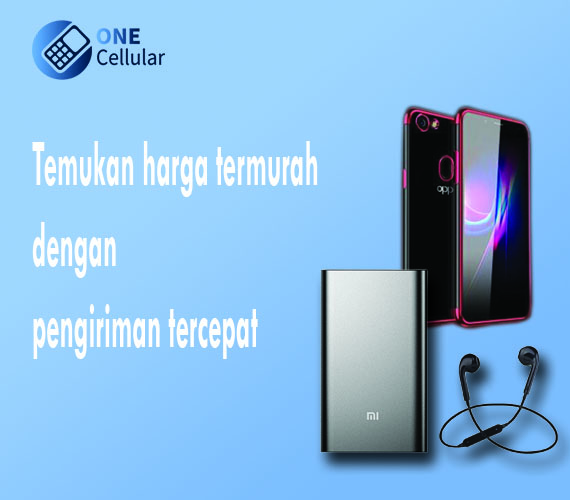 ONE
Cellular
Temukan harga termurah
dengan
pengiriman tercepat
oppo
mi